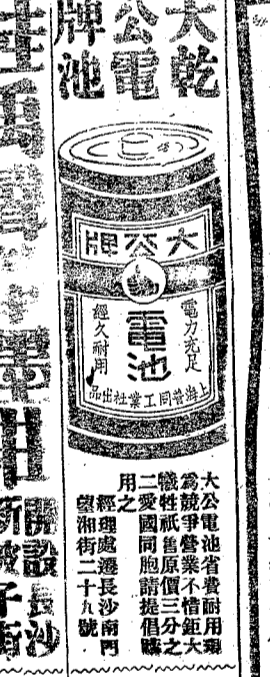 大公牌
乾電池
大公牌
電池
電力充足
經久耐用
上海普同工業社出品
大公電池省費耐用現
為競爭營業不惜鉅大
犧牲祇售原價三分之
二愛國同胞請提倡購
用之
經理處遷長沙南門
望湘街二十九號
開設長沙